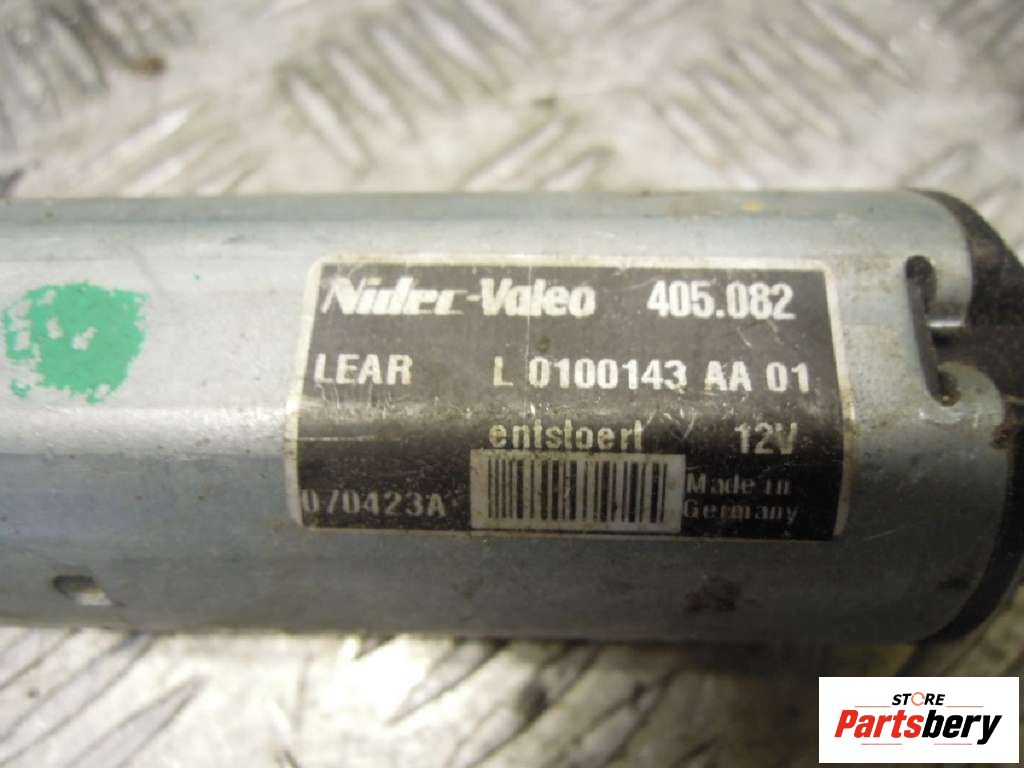 Nidec-Valeo 405.082
LEAR L 0100143 AA 01
entstoert 12V
070423A
Made in
Germany
STORE
Partsbery